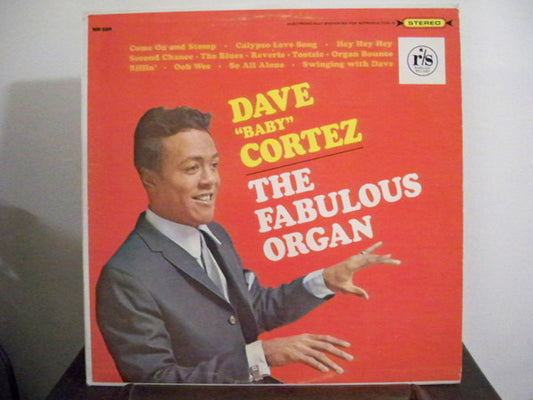 STEREO
Come On and Stomp · Calypso Love Song · Hey Hey Hey
Second Chance · The Blues · Reverie · Tootsie · Organ Bounce
Riffin' · Ooh Wee · So All Alone · Swinging with Dave
r/s
DAVE
"BABY"
CORTEZ
THE
FABULOUS
ORGAN